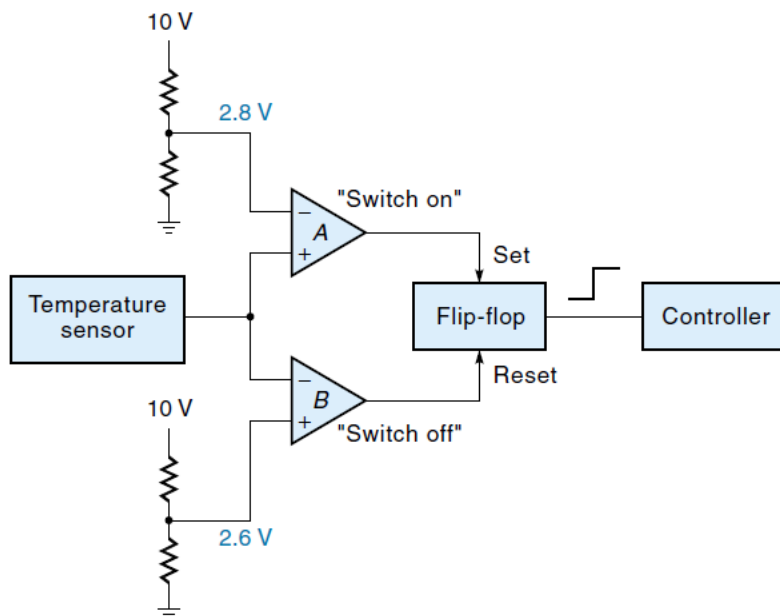 10 V
2.8 V
"Switch on"
−
A
+
Set
Temperature
sensor
Flip-flop
Controller
Reset
−
B
+
"Switch off"
10 V
2.6 V